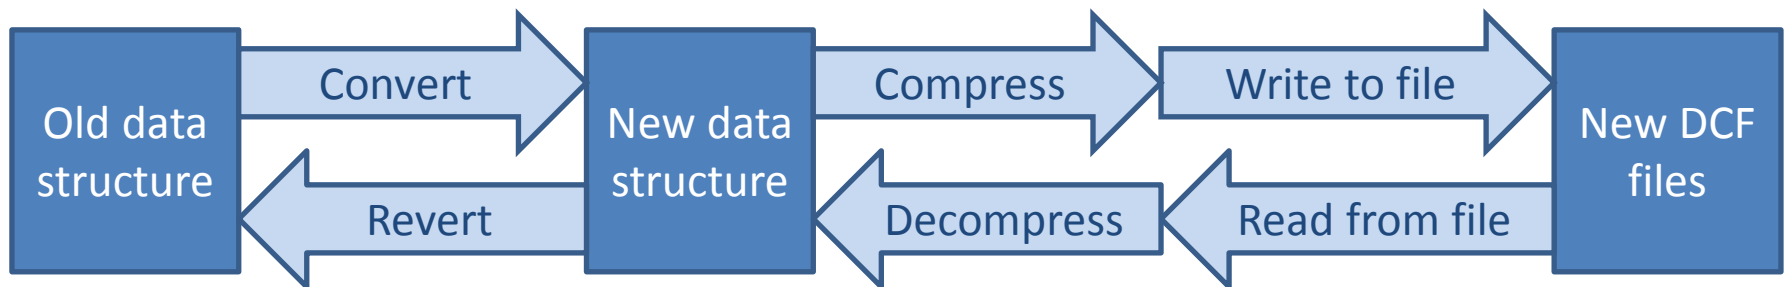 Old data
structure
Convert
Revert
New data
structure
Compress
Write to file
Decompress
Read from file
New DCF
files